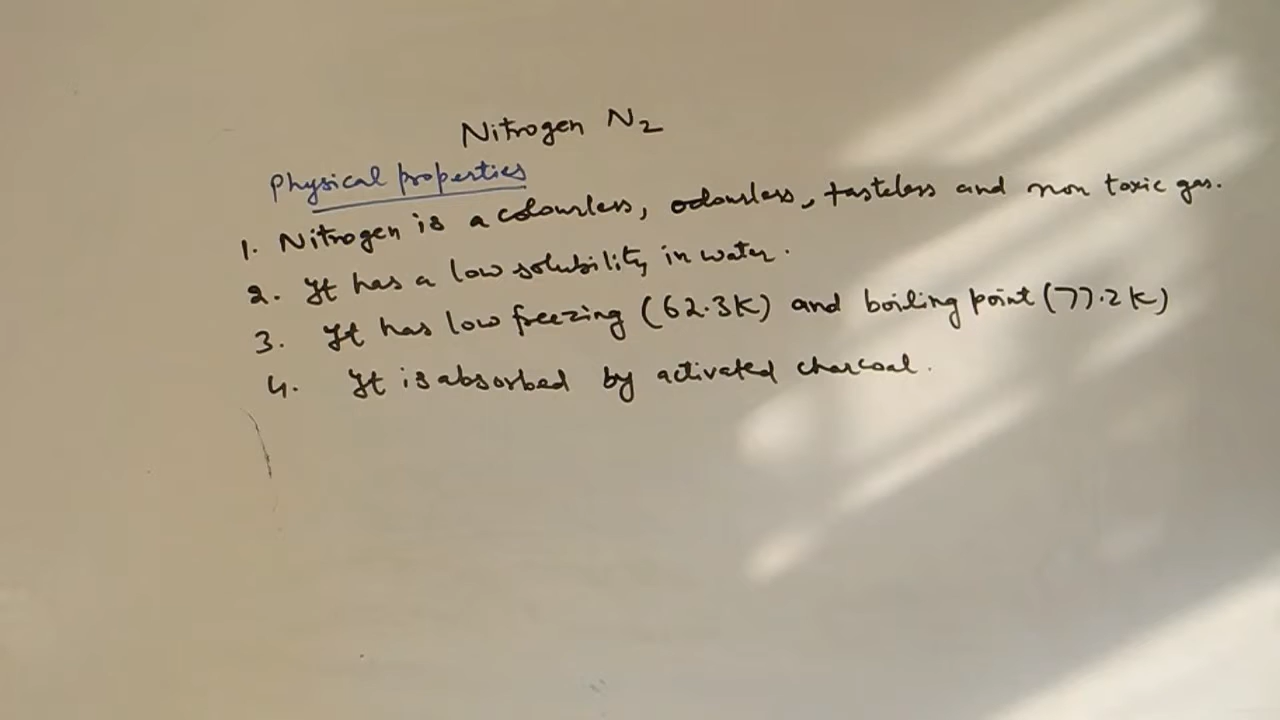 Nitrogen N2
Physical properties
1. Nitrogen is a colourless, odourless, tasteless and non toxic gas.
2. It has a low solubility in water.
3. It has low freezing (62.3K) and boiling point (77.2K)
4. It is absorbed by activated charcoal.